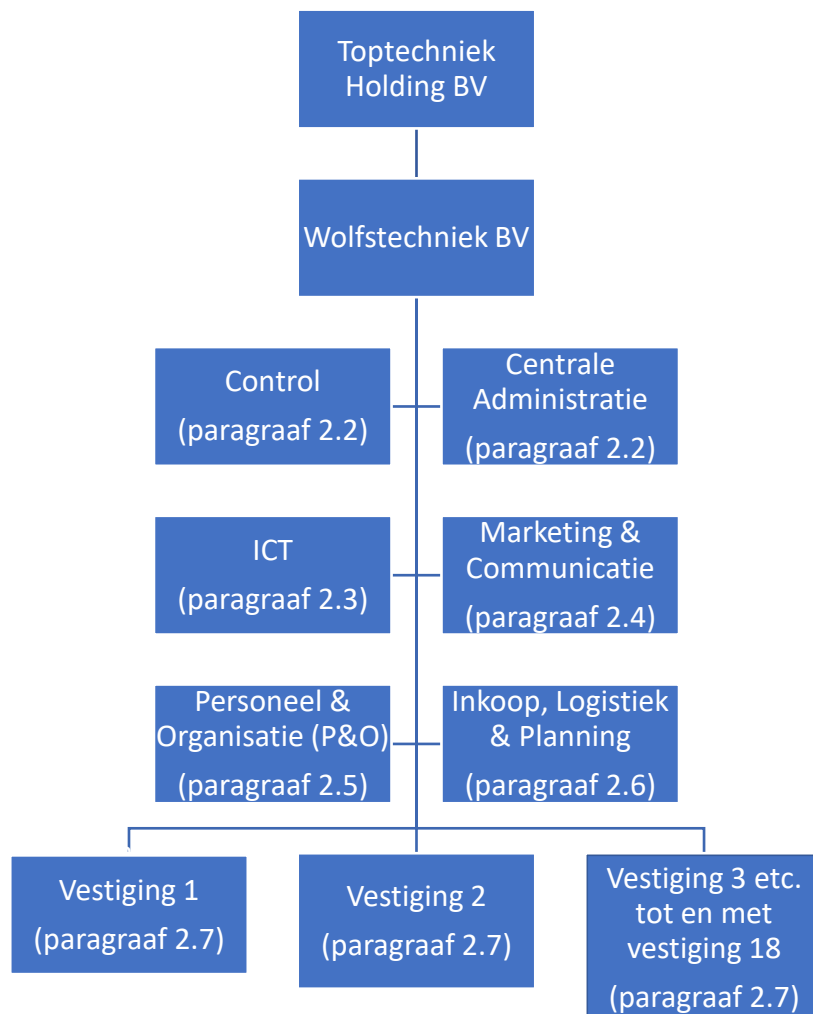 Toptechniek
Holding BV
Wolfstechniek BV
Control
(paragraaf 2.2)
Centrale
Administratie
(paragraaf 2.2)
ICT
(paragraaf 2.3)
Marketing &
Communicatie
(paragraaf 2.4)
Personeel &
Organisatie (P&O)
(paragraaf 2.5)
Inkoop, Logistiek
& Planning
(paragraaf 2.6)
Vestiging 1
(paragraaf 2.7)
Vestiging 2
(paragraaf 2.7)
Vestiging 3 etc.
tot en met
vestiging 18
(paragraaf 2.7)